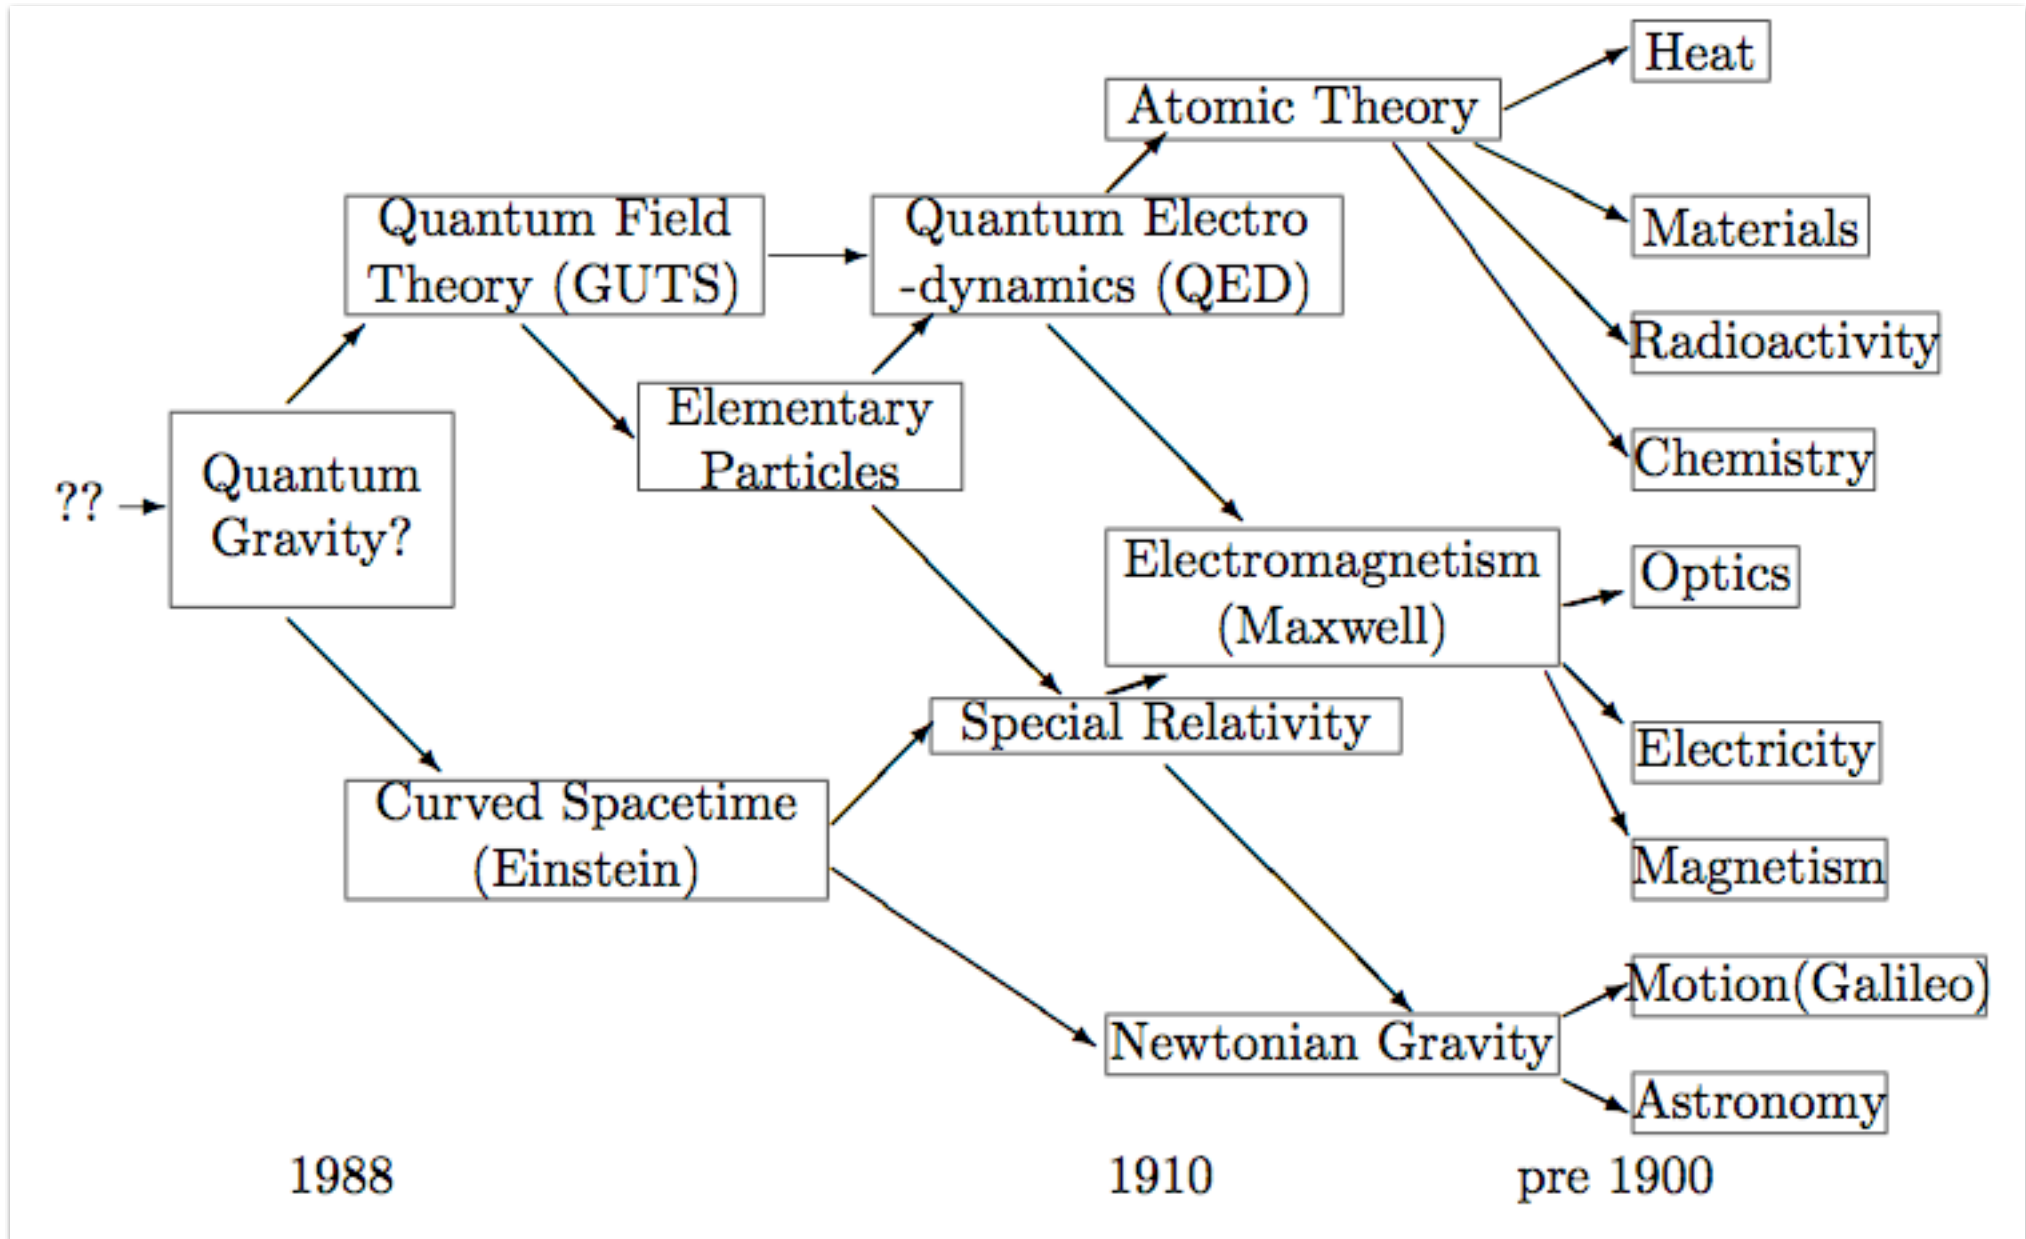 Heat
Atomic Theory
Quantum Field
Theory (GUTS)
Quantum Electro
-dynamics (QED)
Materials
Radioactivity
Elementary
Particles
Quantum
Gravity?
??
Chemistry
Electromagnetism
(Maxwell)
Optics
Special Relativity
Electricity
Curved Spacetime
(Einstein)
Magnetism
Motion(Galileo)
Newtonian Gravity
Astronomy
1988
1910
pre 1900